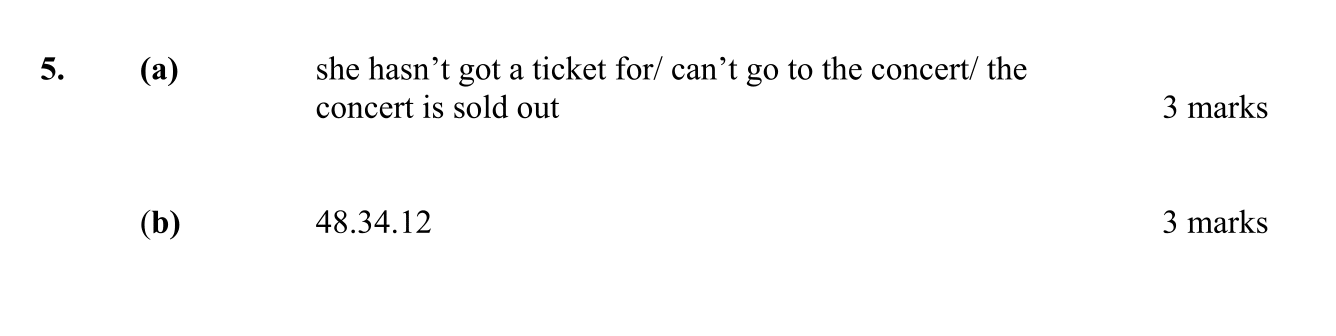 5. (a) she hasn’t got a ticket for/ can’t go to the concert/ the
concert is sold out 3 marks
(b) 48.34.12 3 marks